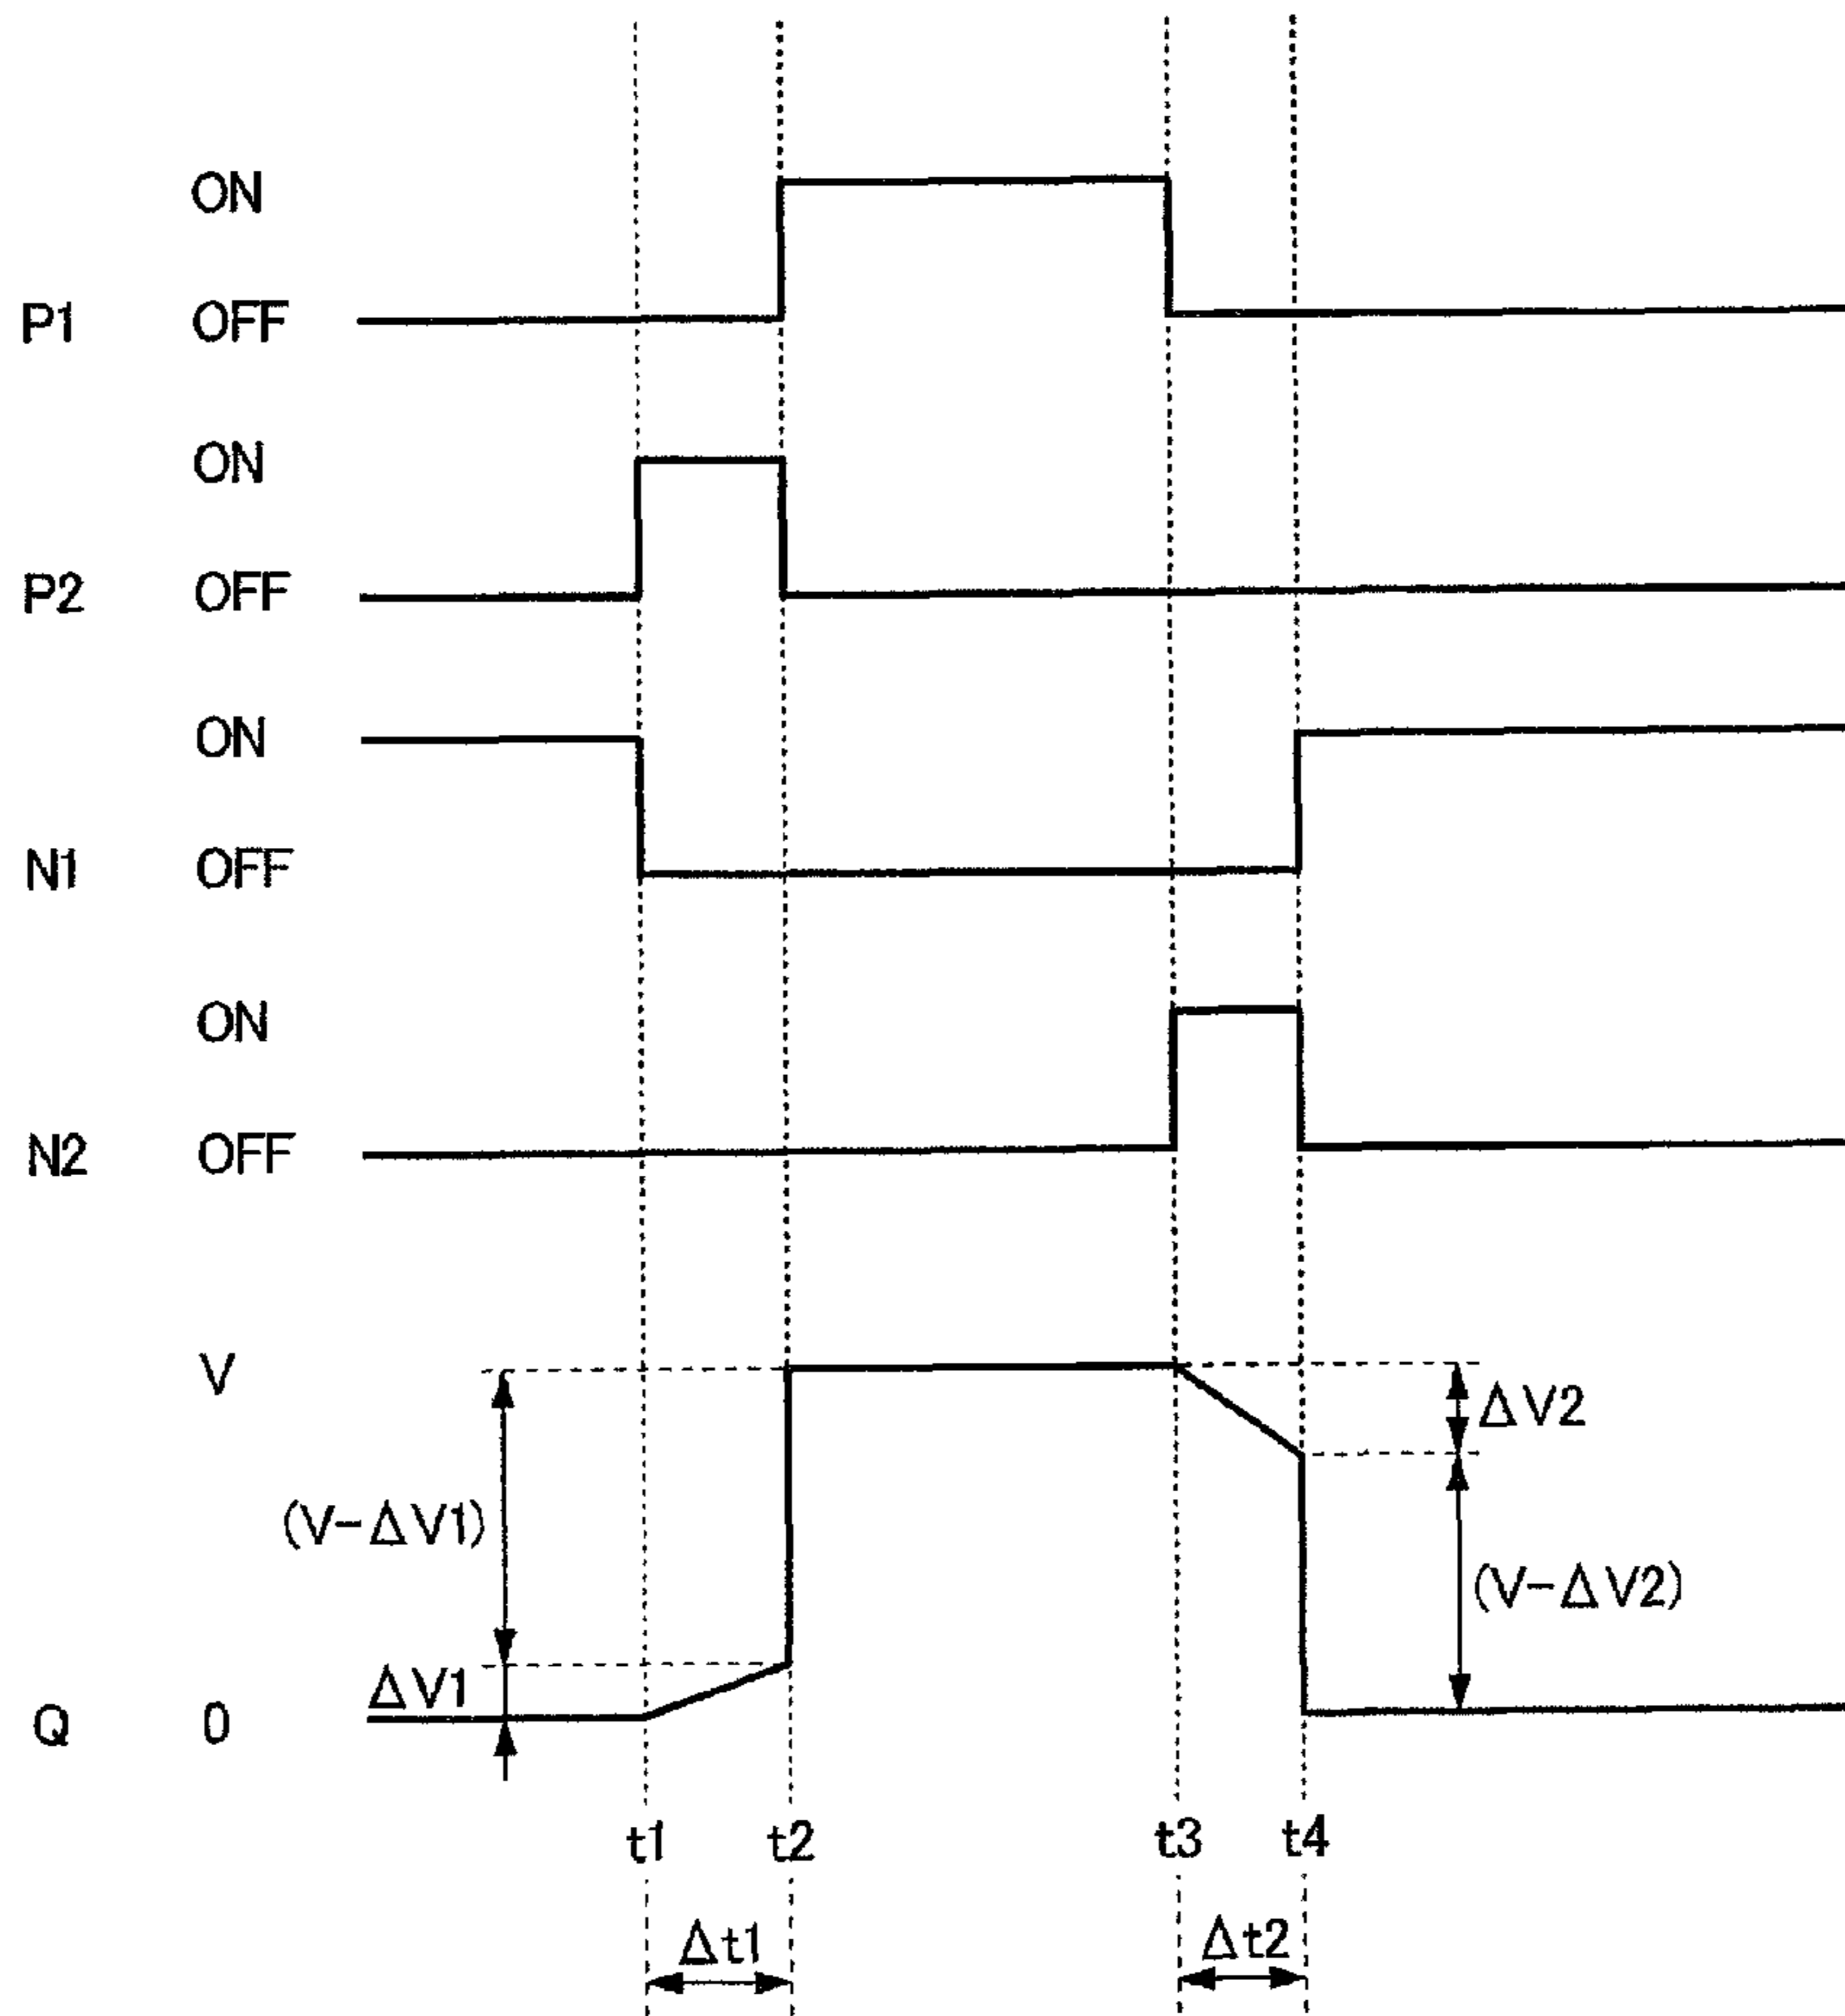 ON
P1 OFF
ON
P2 OFF
ON
N1 OFF
ON
N2 OFF
V
ΔV2
(V-ΔV1)
(V-ΔV2)
ΔV1
Q 0
t1 t2 t3 t4
Δt1 Δt2